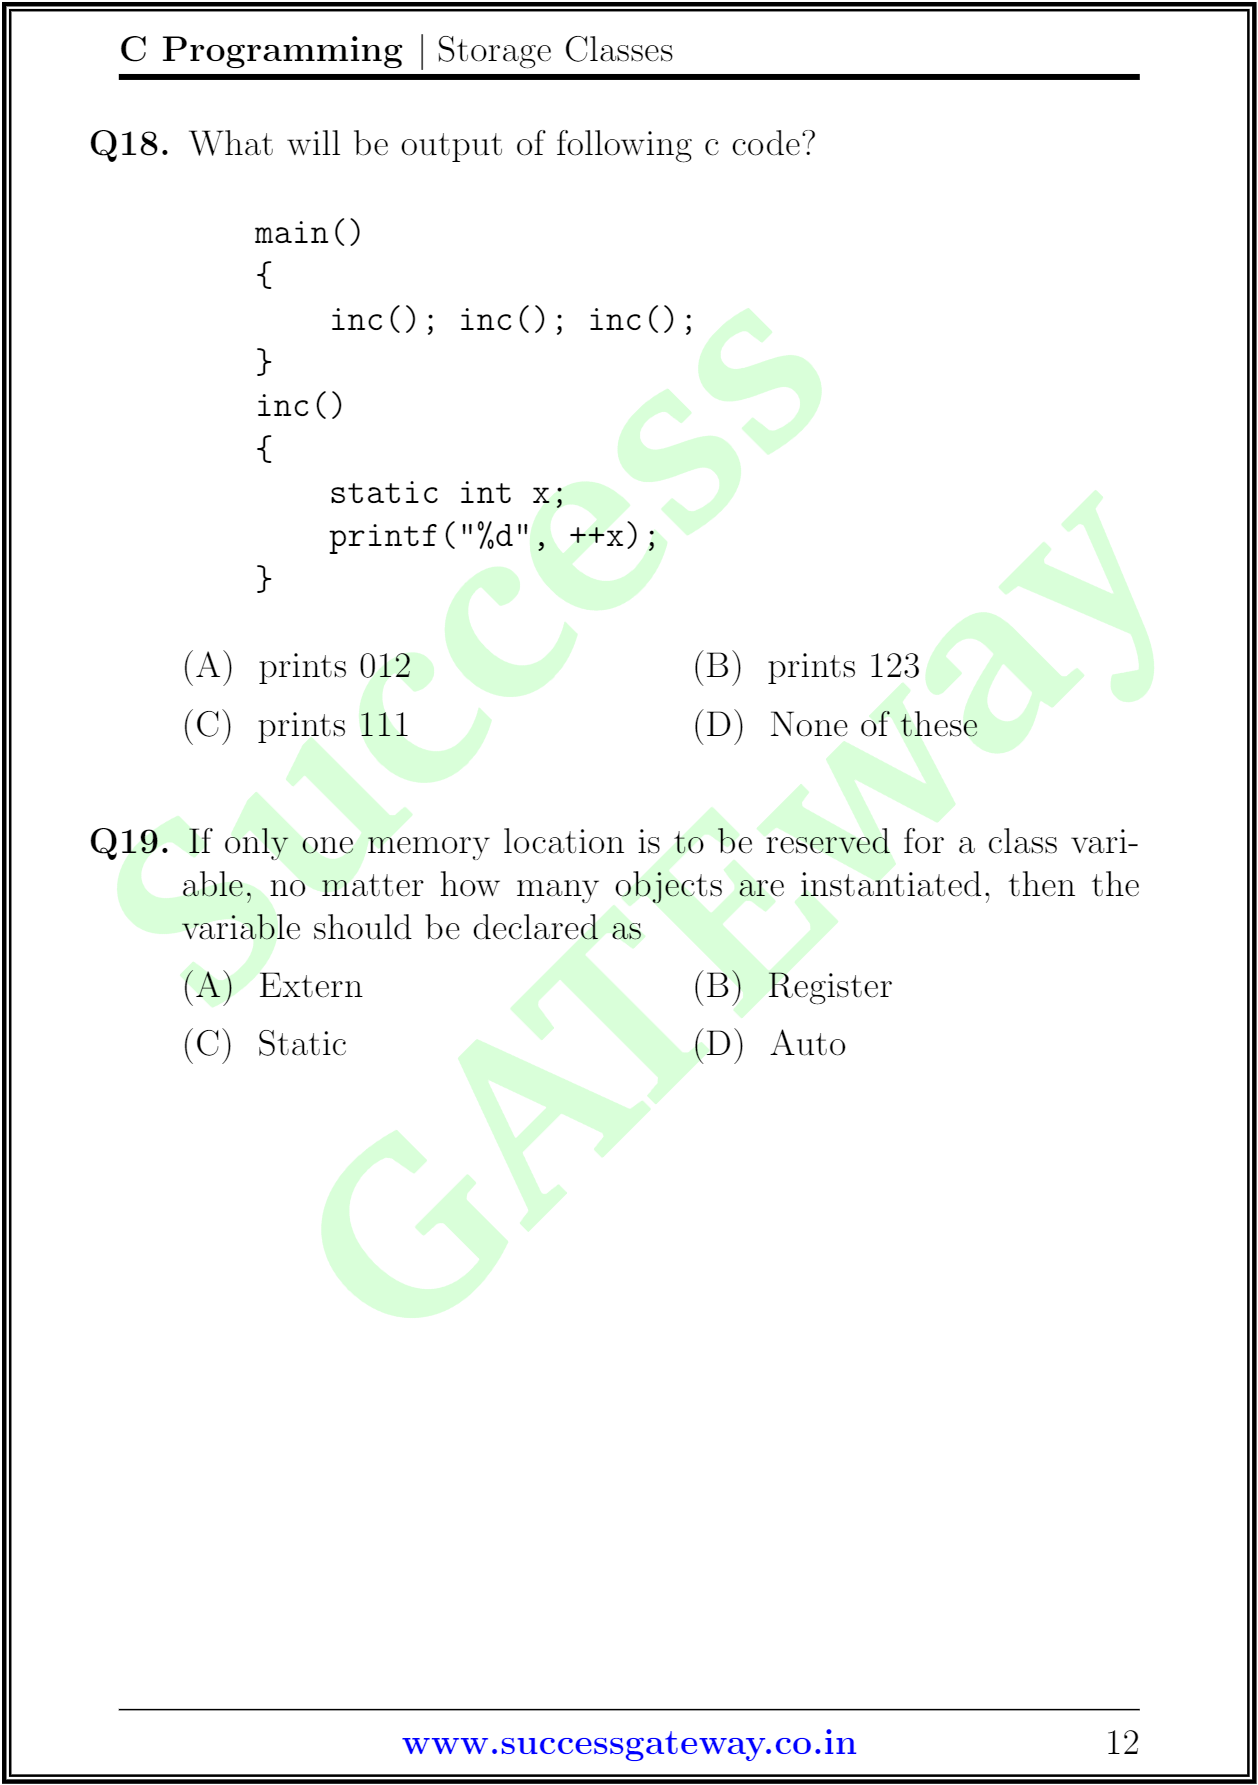 C Programming | Storage Classes
Q18. What will be output of following c code?
main()
{
    inc(); inc(); inc();
}
inc()
{
    static int x;
    printf("%d", ++x);
}
(A) prints 012 (B) prints 123
(C) prints 111 (D) None of these
Q19. If only one memory location is to be reserved for a class vari-
able, no matter how many objects are instantiated, then the
variable should be declared as
(A) Extern (B) Register
(C) Static (D) Auto
Success
GATEway
www.successgateway.co.in 12